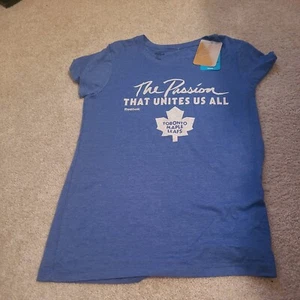 The Passion
THAT UNITES US ALL
TORONTO
MAPLE
LEAFS